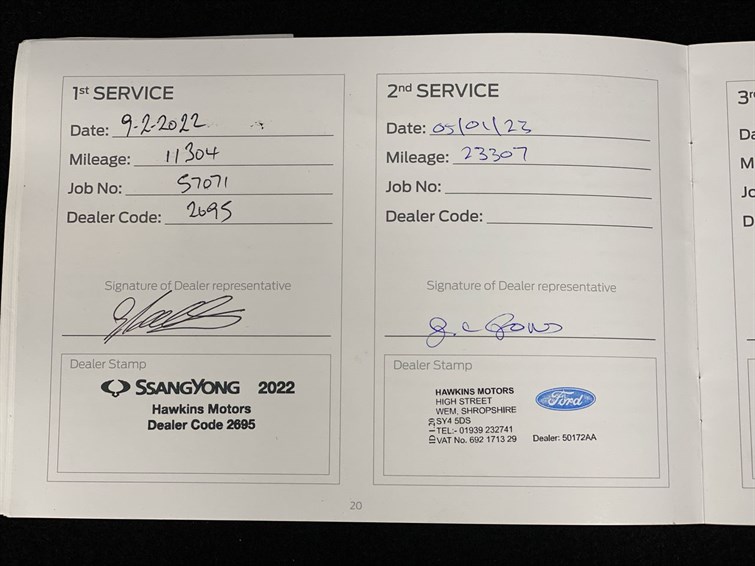 1st SERVICE
Date: 9-2-2022
Mileage: 11304
Job No: 57071
Dealer Code: 2695
Signature of Dealer representative
Dealer Stamp
SSANGYONG 2022
Hawkins Motors
Dealer Code 2695
2nd SERVICE
Date: 05/01/23
Mileage: 23307
Job No:
Dealer Code:
Signature of Dealer representative
Dealer Stamp
HAWKINS MOTORS
HIGH STREET
WEM, SHROPSHIRE
SY4 5DS
TEL:- 01939 232741
VAT No. 692 1713 29
Ford
Dealer: 50172AA
20
3r
Da
M
Jo
D